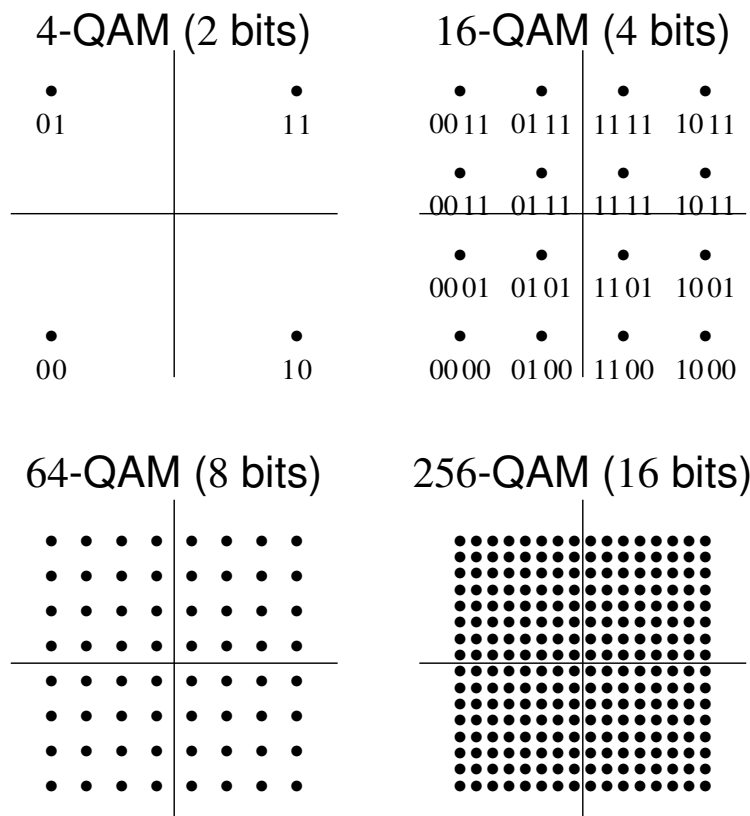 4-QAM (2 bits)
01 11
00 10
16-QAM (4 bits)
0011 0111 1111 1011
0011 0111 1111 1011
0001 0101 1101 1001
0000 0100 1100 1000
64-QAM (8 bits)
256-QAM (16 bits)